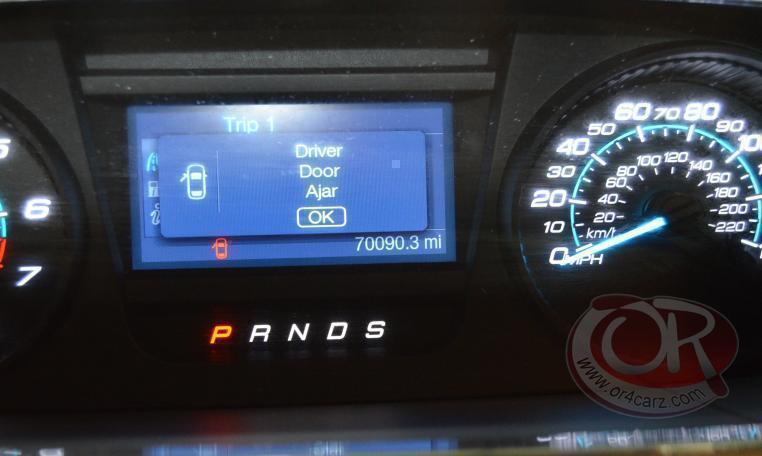 Trip 1
Driver
Door
Ajar
OK
70090.3 mi
P R N D S
5
6
7
0 10 20 30 40 50 60 70 80 90 100
MPH
20 40 60 80 100 120 140 160 180 200 220
km/h
OR
www.or4carz.com